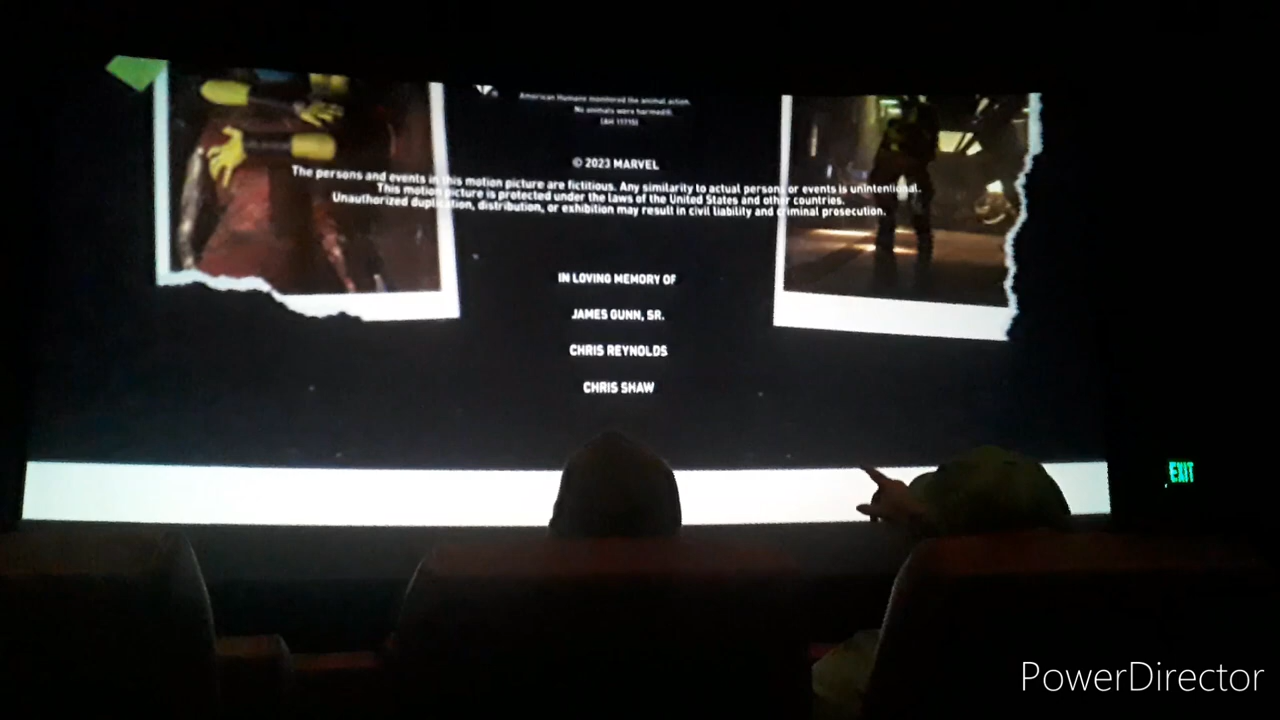 American Humane monitored the animal action.
No animals were harmed®.
© 2023 MARVEL
The persons and events in this motion picture are fictitious. Any similarity to actual persons or events is unintentional.
This motion picture is protected under the laws of the United States and other countries.
Unauthorized duplication, distribution, or exhibition may result in civil liability and criminal prosecution.
IN LOVING MEMORY OF
JAMES GUNN, SR.
CHRIS REYNOLDS
CHRIS SHAW
EXIT
PowerDirector